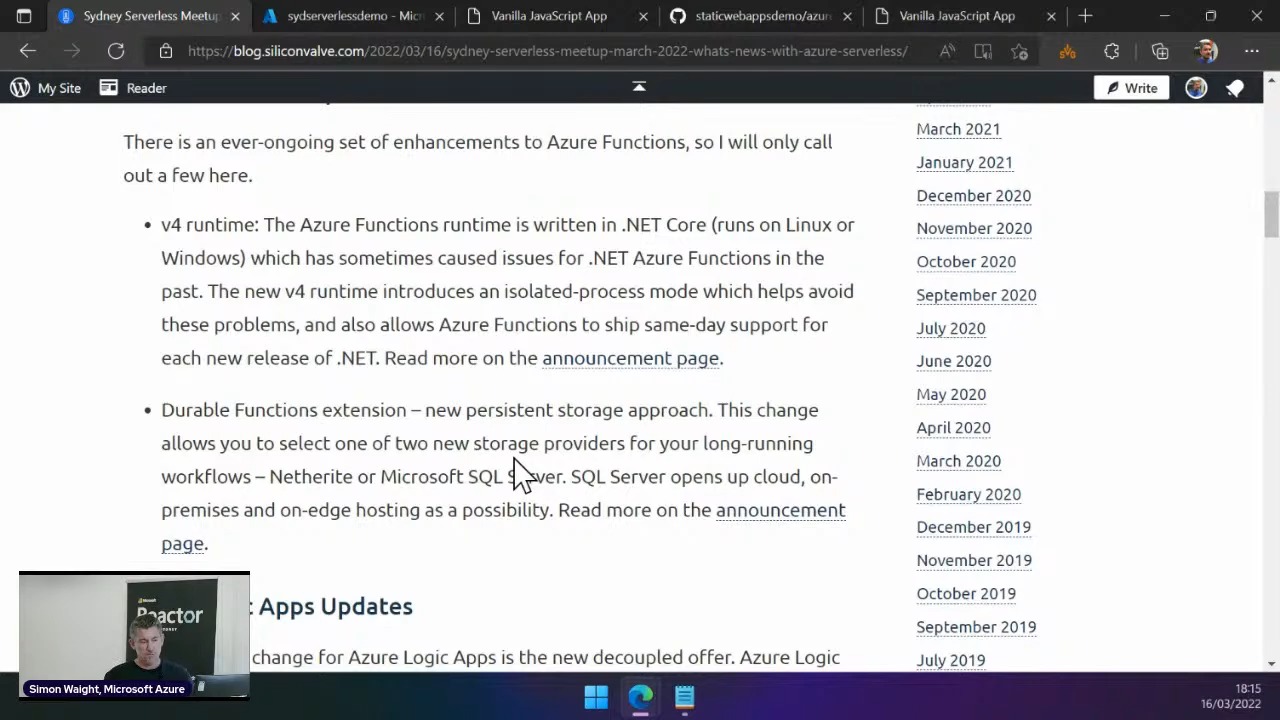 Sydney Serverless Meetup
sydserverlessdemo - Mic
Vanilla JavaScript App
staticwebappsdemo/azur
Vanilla JavaScript App
https://blog.siliconvalve.com/2022/03/16/sydney-serverless-meetup-march-2022-whats-news-with-azure-serverless/
My Site
Reader
Write
There is an ever-ongoing set of enhancements to Azure Functions, so I will only call
out a few here.
• v4 runtime: The Azure Functions runtime is written in .NET Core (runs on Linux or
Windows) which has sometimes caused issues for .NET Azure Functions in the
past. The new v4 runtime introduces an isolated-process mode which helps avoid
these problems, and also allows Azure Functions to ship same-day support for
each new release of .NET. Read more on the announcement page.
• Durable Functions extension – new persistent storage approach. This change
allows you to select one of two new storage providers for your long-running
workflows – Netherite or Microsoft SQL Server. SQL Server opens up cloud, on-
premises and on-edge hosting as a possibility. Read more on the announcement
page.
Apps Updates
change for Azure Logic Apps is the new decoupled offer. Azure Logic
March 2021
January 2021
December 2020
November 2020
October 2020
September 2020
July 2020
June 2020
May 2020
April 2020
March 2020
February 2020
December 2019
November 2019
October 2019
September 2019
July 2019
Microsoft
Reactor
Simon Waight, Microsoft Azure
18:15
16/03/2022